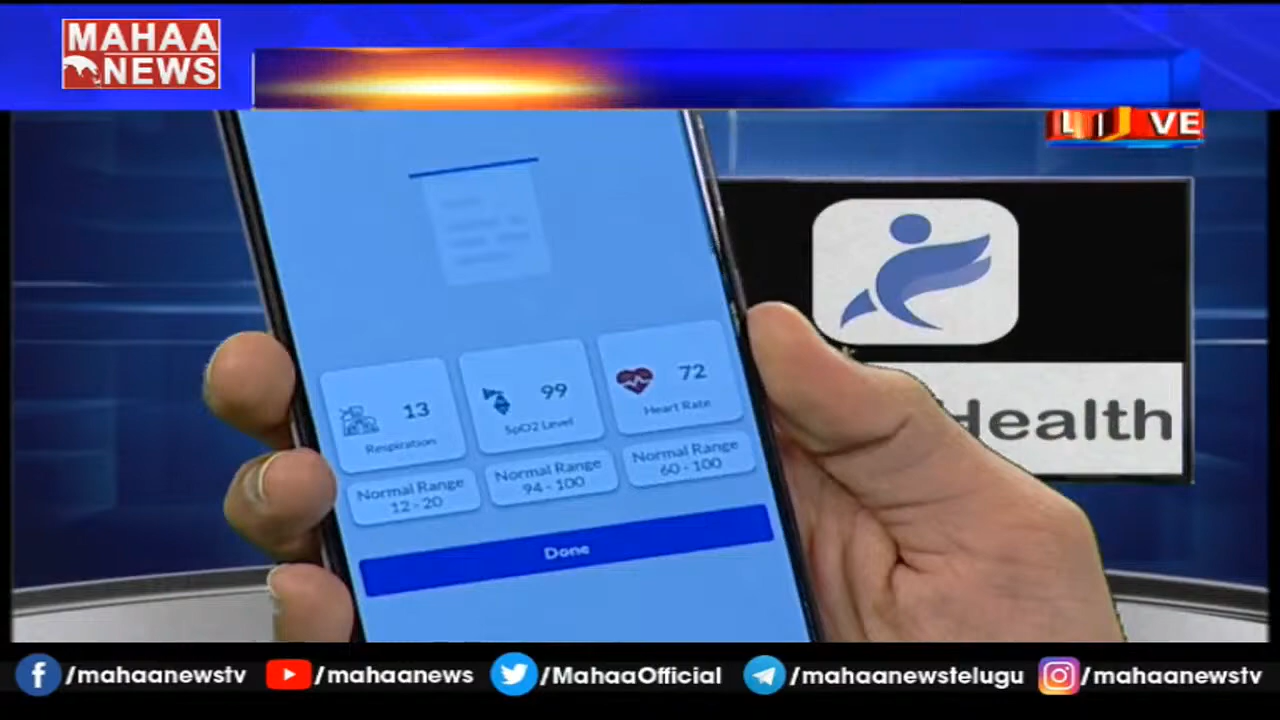 MAHAA
NEWS
LIVE
13
Respiration
99
SpO2 Level
72
Heart Rate
Normal Range
12 - 20
Normal Range
94 - 100
Normal Range
60 - 100
Done
Health
/mahaanewstv
/mahaanews
/MahaaOfficial
/mahaanewstelugu
/mahaanewstv